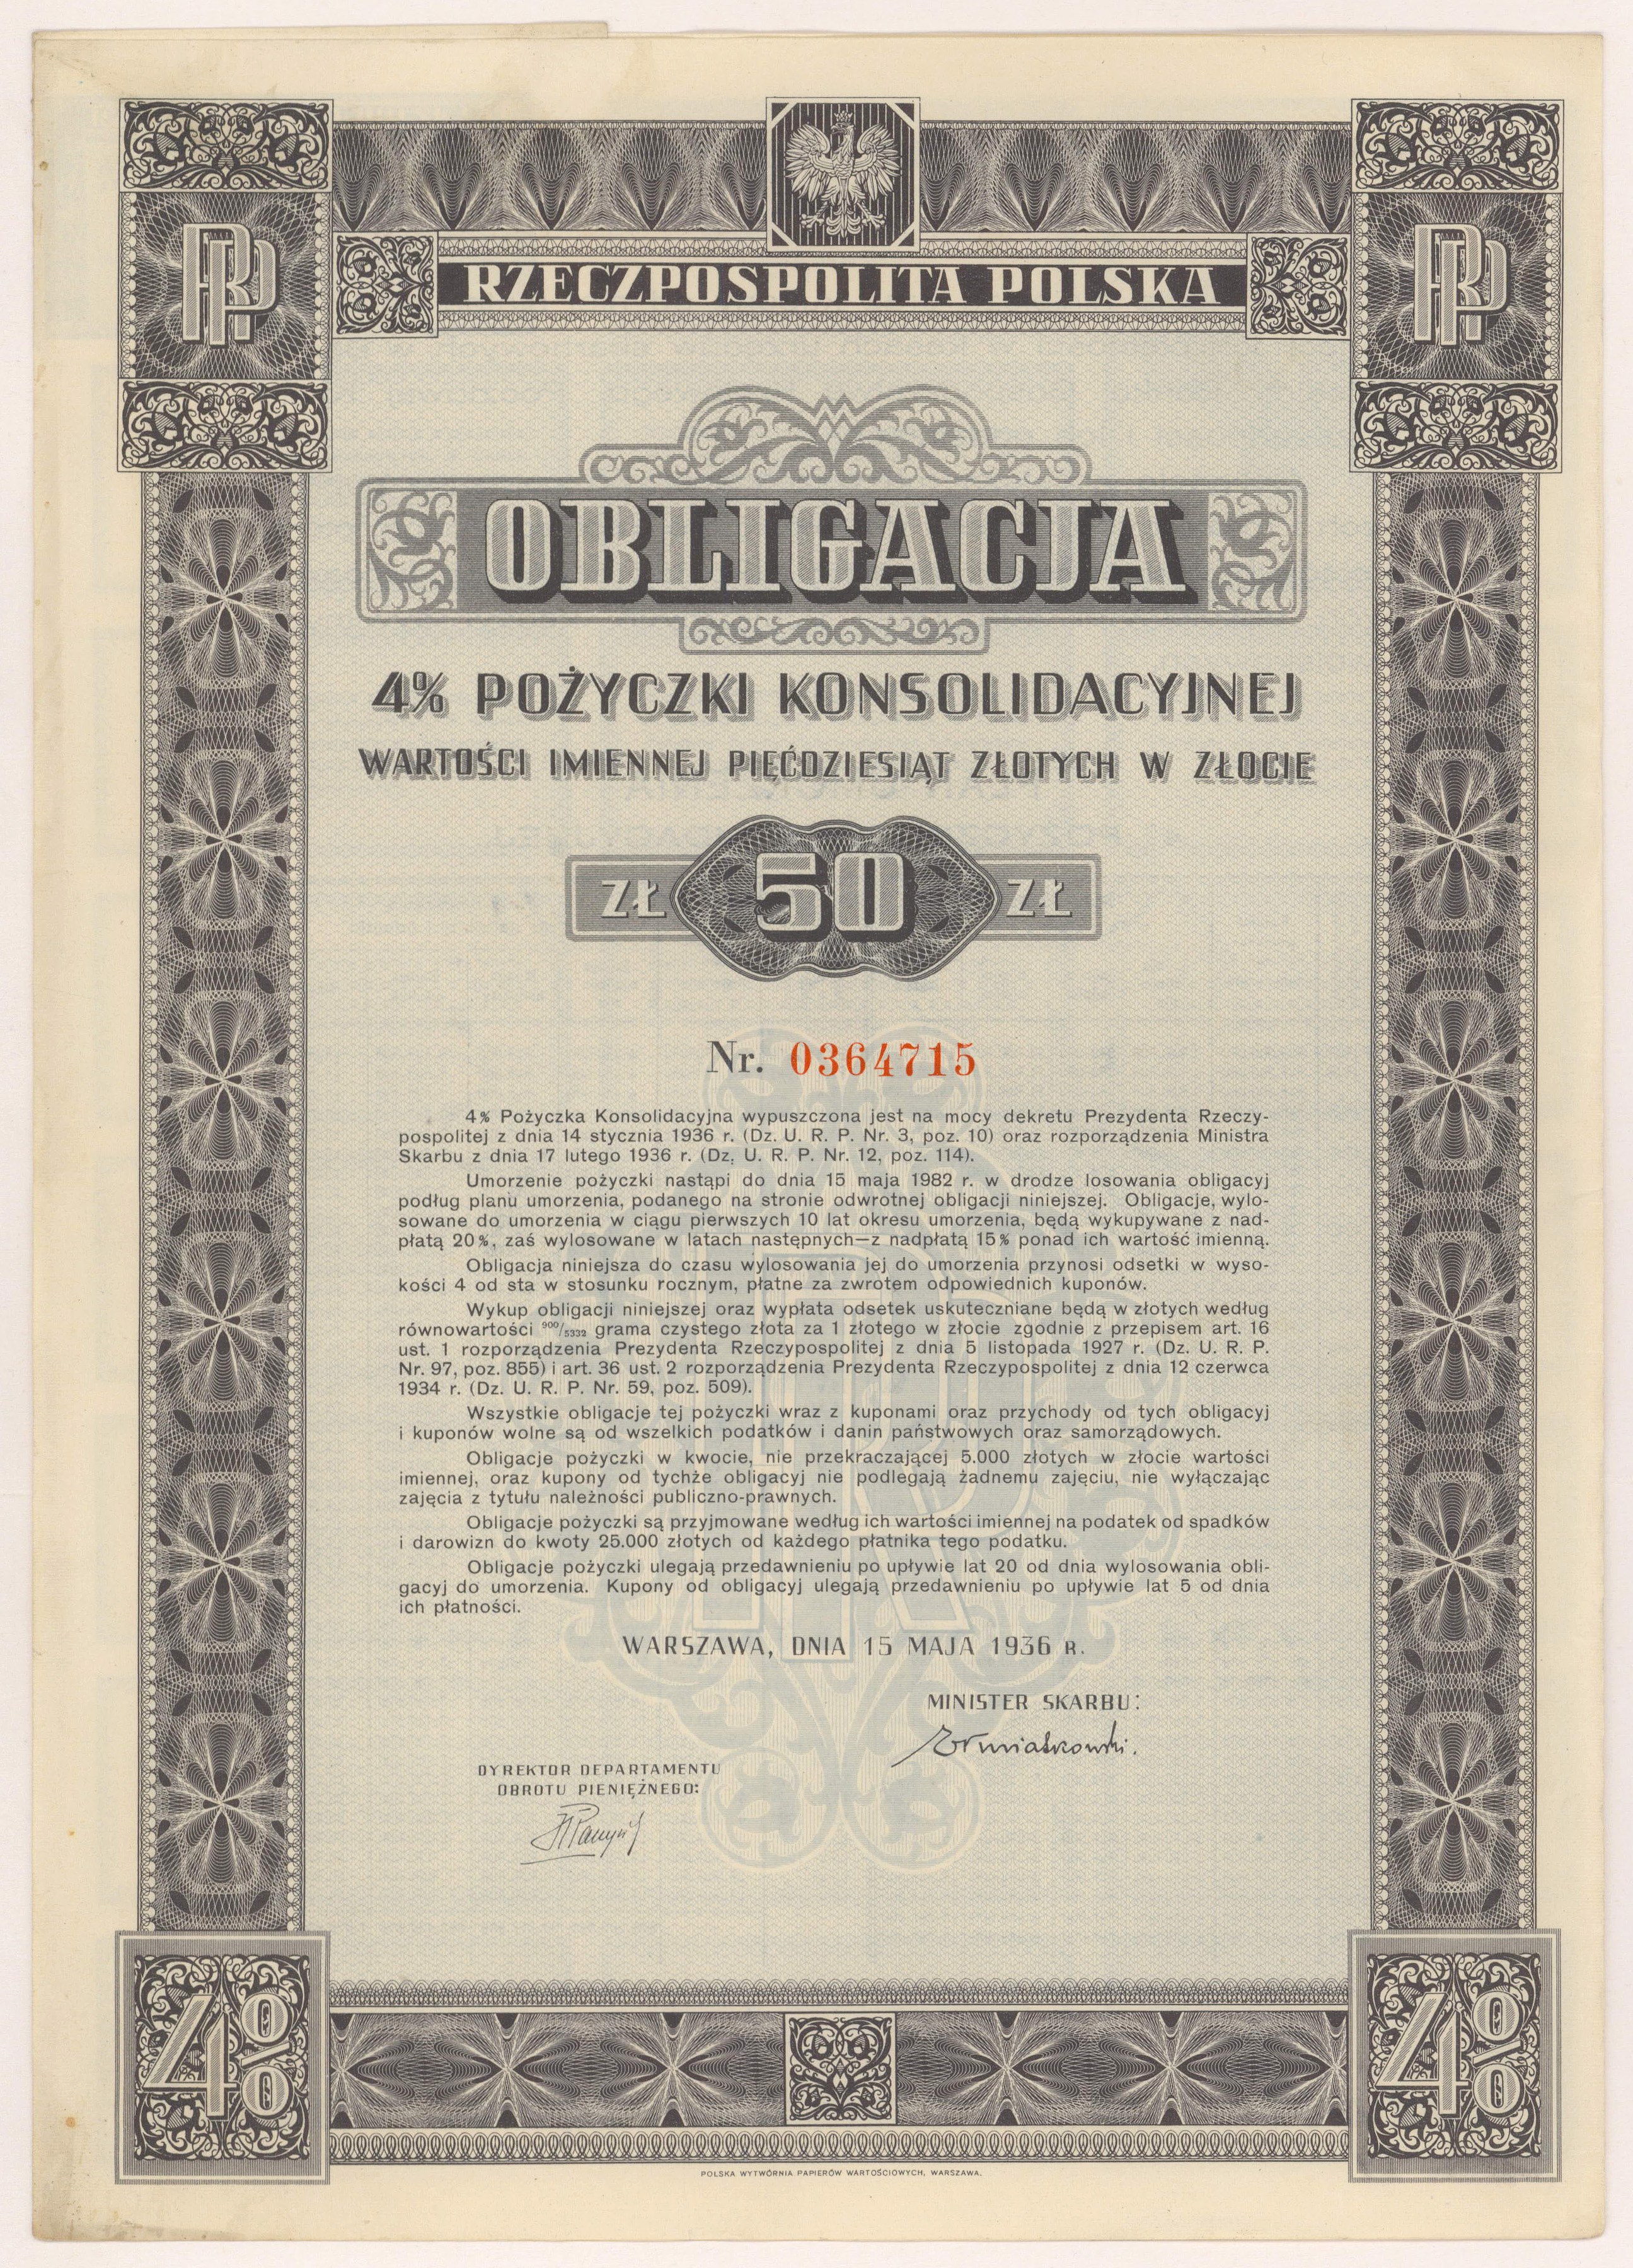 RP
RP
RZECZPOSPOLITA POLSKA
OBLIGACJA
4% POŻYCZKI KONSOLIDACYJNEJ
WARTOŚCI IMIENNEJ PIĘĆDZIESIĄT ZŁOTYCH W ZŁOCIE
ZŁ 50 ZŁ
Nr. 0364715
4% Pożyczka Konsolidacyjna wypuszczona jest na mocy dekretu Prezydenta Rzeczy-
pospolitej z dnia 14 stycznia 1936 r. (Dz. U. R. P. Nr. 3, poz. 10) oraz rozporządzenia Ministra
Skarbu z dnia 17 lutego 1936 r. (Dz. U. R. P. Nr. 12, poz. 114).
Umorzenie pożyczki nastąpi do dnia 15 maja 1982 r. w drodze losowania obligacyj
podług planu umorzenia, podanego na stronie odwrotnej obligacji niniejszej. Obligacje, wylo-
sowane do umorzenia w ciągu pierwszych 10 lat okresu umorzenia, będą wykupywane z nad-
płatą 20%, zaś wylosowane w latach następnych—z nadpłatą 15% ponad ich wartość imienną.
Obligacja niniejsza do czasu wylosowania jej do umorzenia przynosi odsetki w wyso-
kości 4 od sta w stosunku rocznym, płatne za zwrotem odpowiednich kuponów.
Wykup obligacji niniejszej oraz wypłata odsetek uskuteczniane będą w złotych według
równowartości 900/5332 grama czystego złota za 1 złotego w złocie zgodnie z przepisem art. 16
ust. 1 rozporządzenia Prezydenta Rzeczypospolitej z dnia 5 listopada 1927 r. (Dz. U. R. P.
Nr. 97, poz. 855) i art. 36 ust. 2 rozporządzenia Prezydenta Rzeczypospolitej z dnia 12 czerwca
1934 r. (Dz. U. R. P. Nr. 59, poz. 509).
Wszystkie obligacje tej pożyczki wraz z kuponami oraz przychody od tych obligacyj
i kuponów wolne są od wszelkich podatków i danin państwowych oraz samorządowych.
Obligacje pożyczki w kwocie, nie przekraczającej 5.000 złotych w złocie wartości
imiennej, oraz kupony od tychże obligacyj nie podlegają żadnemu zajęciu, nie wyłączając
zajęcia z tytułu należności publiczno-prawnych.
Obligacje pożyczki są przyjmowane według ich wartości imiennej na podatek od spadków
i darowizn do kwoty 25.000 złotych od każdego płatnika tego podatku.
Obligacje pożyczki ulegają przedawnieniu po upływie lat 20 od dnia wylosowania obli-
gacyj do umorzenia. Kupony od obligacyj ulegają przedawnieniu po upływie lat 5 od dnia
ich płatności.
WARSZAWA, DNIA 15 MAJA 1936 R.
MINISTER SKARBU:
DYREKTOR DEPARTAMENTU
OBROTU PIENIĘŻNEGO:
4%
4%
POLSKA WYTWÓRNIA PAPIERÓW WARTOŚCIOWYCH, WARSZAWA.